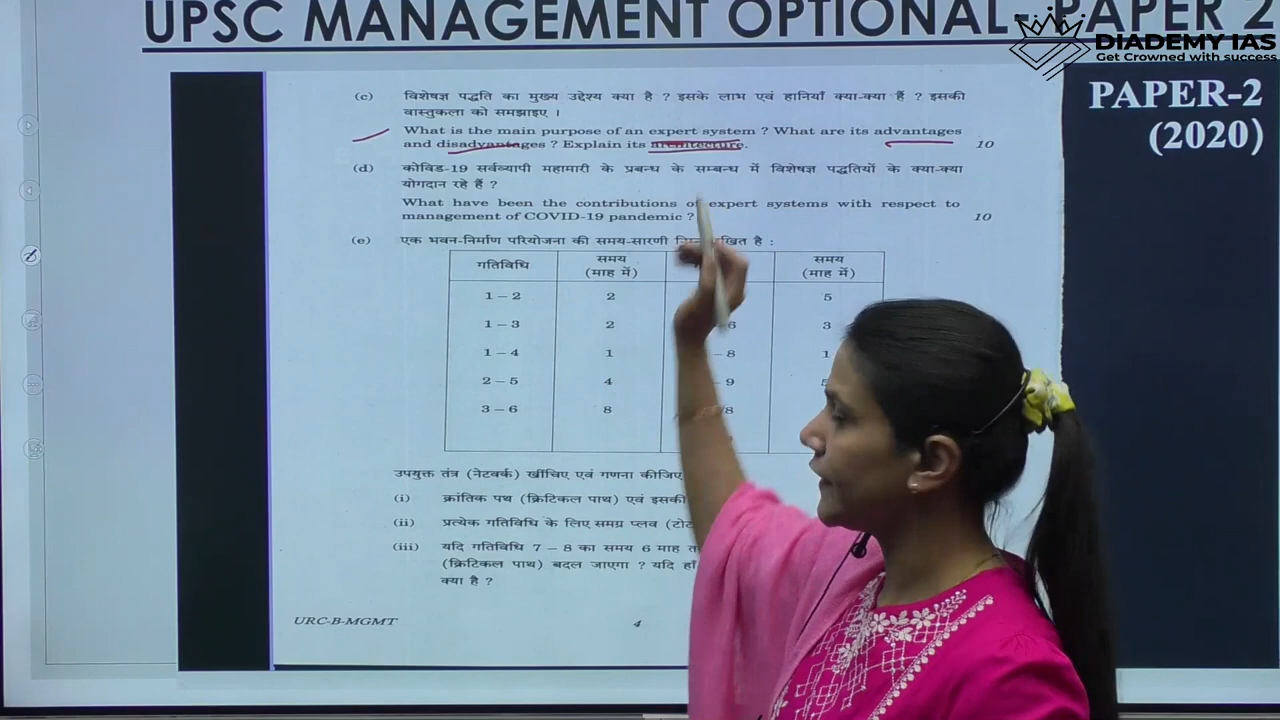 UPSC MANAGEMENT OPTIONAL- PAPER 2
DIADEMY IAS
Get Crowned with success
PAPER-2
(2020)
(c) विशेषज्ञ पद्धति का मुख्य उद्देश्य क्या है ? इसके लाभ एवं हानियाँ क्या-क्या हैं ? इसकी
वास्तुकला को समझाइए ।
What is the main purpose of an expert system ? What are its advantages
and disadvantages ? Explain its architecture. 10
(d) कोविड-19 सर्वव्यापी महामारी के प्रबन्ध के सम्बन्ध में विशेषज्ञ पद्धतियों के क्या-क्या
योगदान रहे हैं ?
What have been the contributions of expert systems with respect to
management of COVID-19 pandemic ? 10
(e) एक भवन-निर्माण परियोजना की समय-सारणी है :
गतिविधि समय (माह में) समय (माह में)
1 – 2 2 5
1 – 3 2 6 3
1 – 4 1 – 8 1
2 – 5 4 – 9
3 – 6 8 /8
उपयुक्त तंत्र (नेटवर्क) खींचिए एवं गणना कीजिए
(i) क्रांतिक पथ (क्रिटिकल पाथ) एवं इसकी
(ii) प्रत्येक गतिविधि के लिए समग्र प्लव
(iii) यदि गतिविधि 7 – 8 का समय 6 माह
(क्रिटिकल पाथ) बदल जाएगा ? यदि हाँ
क्या है ?
URC-B-MGMT 4